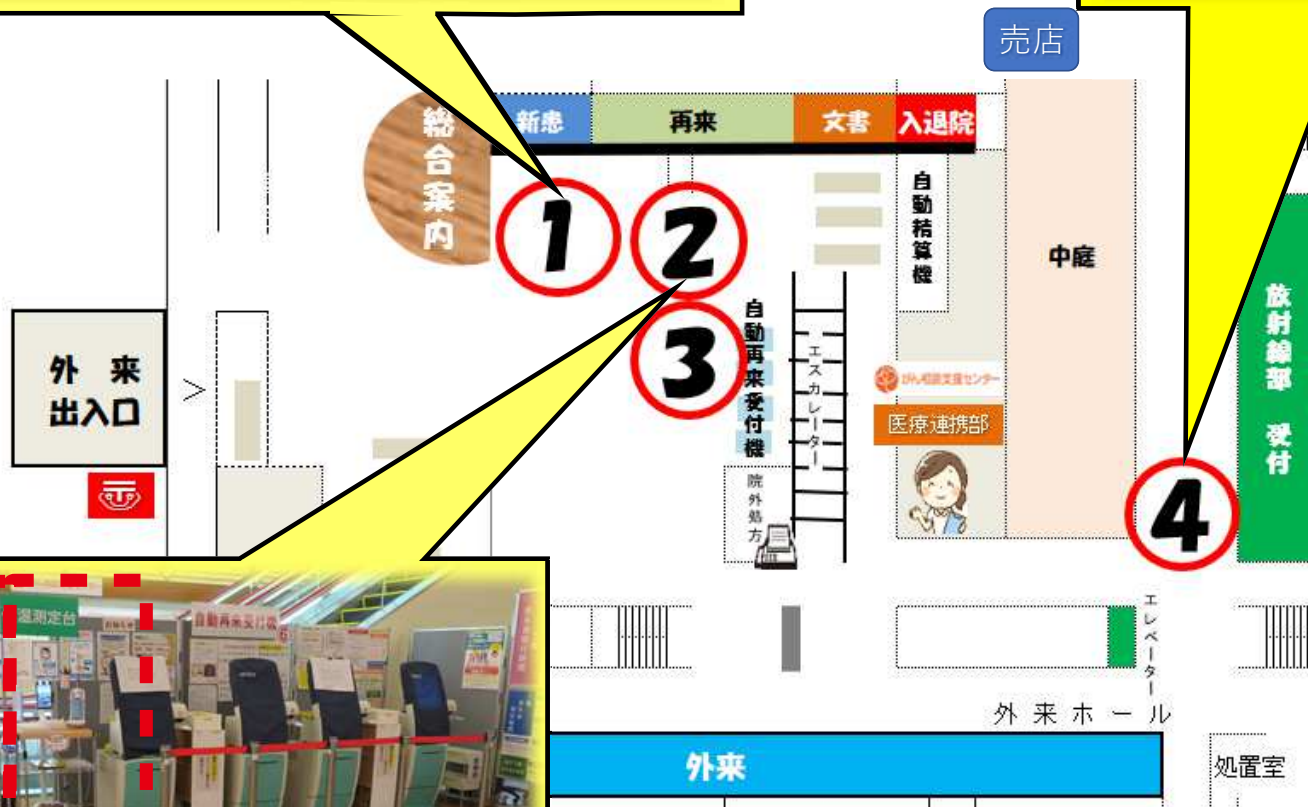 売店
総合案内
新患
再来
文書
入退院
1
2
3
自動精算機
中庭
自動再来受付機
エスカレーター
がん相談支援センター
医療連携部
外来
出入口
>
院外処方
4
放射線部 受付
エレベーター
外来ホール
外来
処置室
温測定台
お知らせ
自動再来受付機